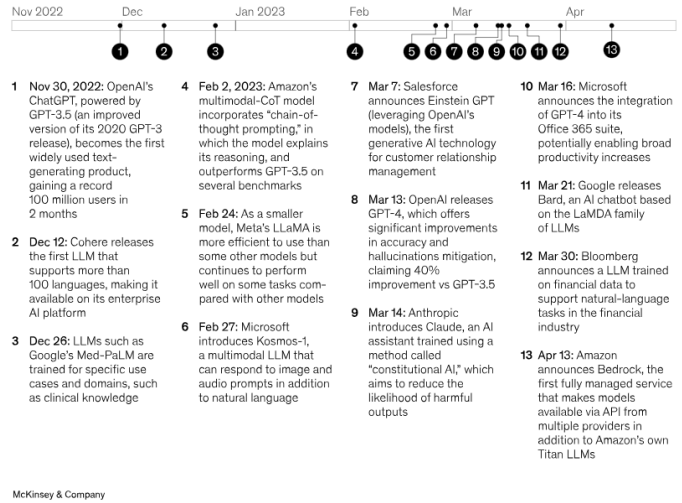 Nov 2022 Dec Jan 2023 Feb Mar Apr
1 2 3 4 5 6 7 8 9 10 11 12 13
1 Nov 30, 2022: OpenAI's
ChatGPT, powered by
GPT-3.5 (an improved
version of its 2020 GPT-3
release), becomes the first
widely used text-
generating product,
gaining a record
100 million users in
2 months
2 Dec 12: Cohere releases
the first LLM that
supports more than
100 languages, making it
available on its enterprise
AI platform
3 Dec 26: LLMs such as
Google's Med-PaLM are
trained for specific use
cases and domains, such
as clinical knowledge
4 Feb 2, 2023: Amazon's
multimodal-CoT model
incorporates "chain-of-
thought prompting," in
which the model explains
its reasoning, and
outperforms GPT-3.5 on
several benchmarks
5 Feb 24: As a smaller
model, Meta's LLaMA is
more efficient to use than
some other models but
continues to perform
well on some tasks com-
pared with other models
6 Feb 27: Microsoft
introduces Kosmos-1,
a multimodal LLM that
can respond to image and
audio prompts in addition
to natural language
7 Mar 7: Salesforce
announces Einstein GPT
(leveraging OpenAI's
models), the first
generative AI technology
for customer relationship
management
8 Mar 13: OpenAI releases
GPT-4, which offers
significant improvements
in accuracy and
hallucinations mitigation,
claiming 40%
improvement vs GPT-3.5
9 Mar 14: Anthropic
introduces Claude, an AI
assistant trained using a
method called
"constitutional AI," which
aims to reduce the
likelihood of harmful
outputs
10 Mar 16: Microsoft
announces the integration
of GPT-4 into its
Office 365 suite,
potentially enabling broad
productivity increases
11 Mar 21: Google releases
Bard, an AI chatbot based
on the LaMDA family
of LLMs
12 Mar 30: Bloomberg
announces a LLM trained
on financial data to
support natural-language
tasks in the financial
industry
13 Apr 13: Amazon
announces Bedrock, the
first fully managed service
that makes models
available via API from
multiple providers in
addition to Amazon's own
Titan LLMs
McKinsey & Company